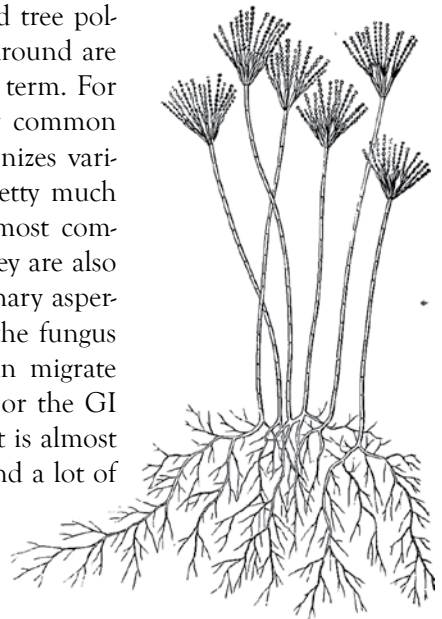 d tree pol-
round are
term. For
common
nizes vari-
etty much
most com-
ey are also
nary asper-
he fungus
n migrate
or the GI
t is almost
nd a lot of